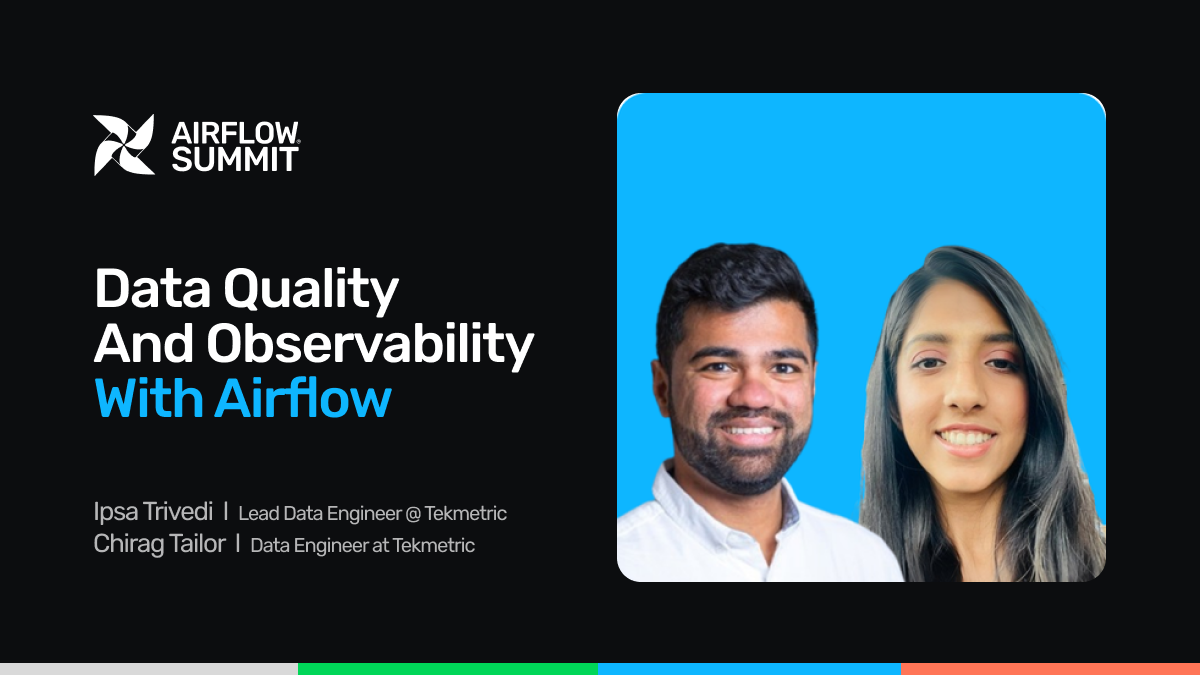 AIRFLOW
SUMMIT
Data Quality
And Observability
With Airflow
Ipsa Trivedi | Lead Data Engineer @ Tekmetric
Chirag Tailor | Data Engineer at Tekmetric